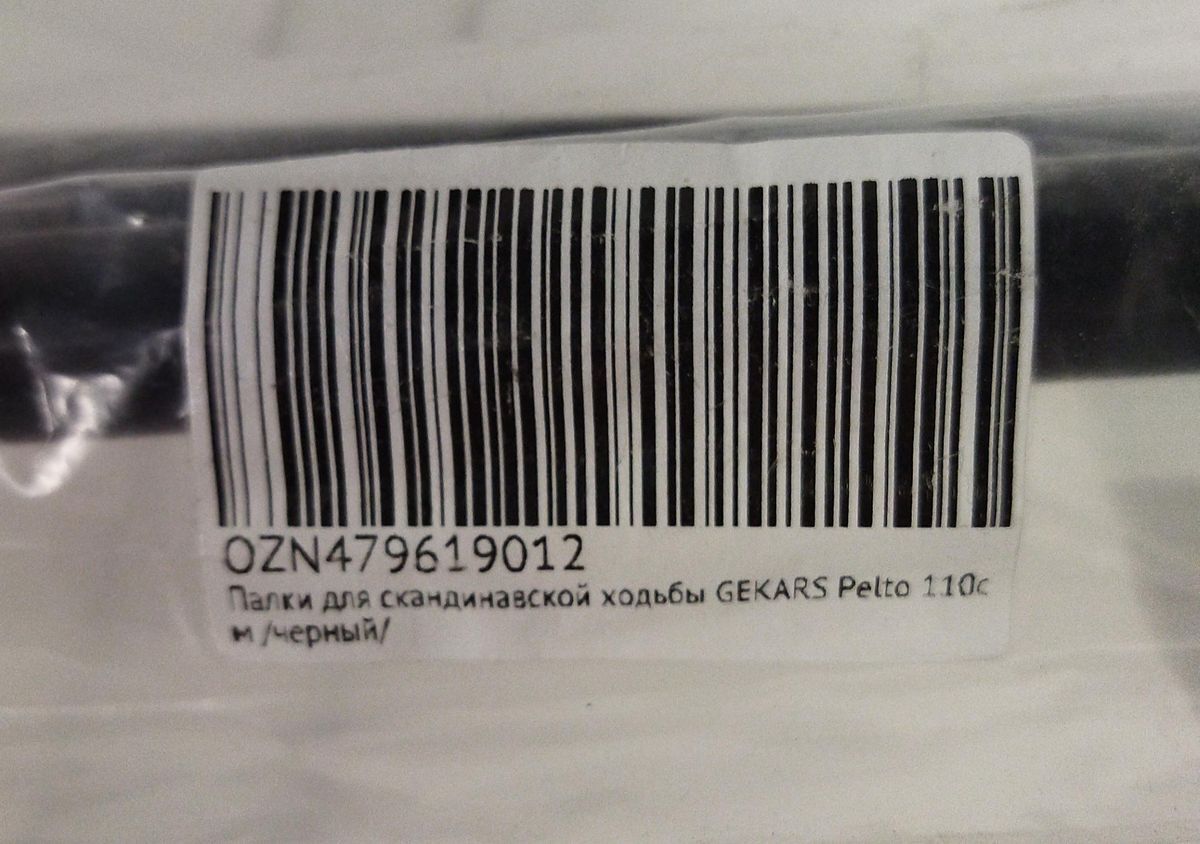 OZN479619012
Палки для скандинавской ходьбы GEKARS Pelto 110с
м /черный/